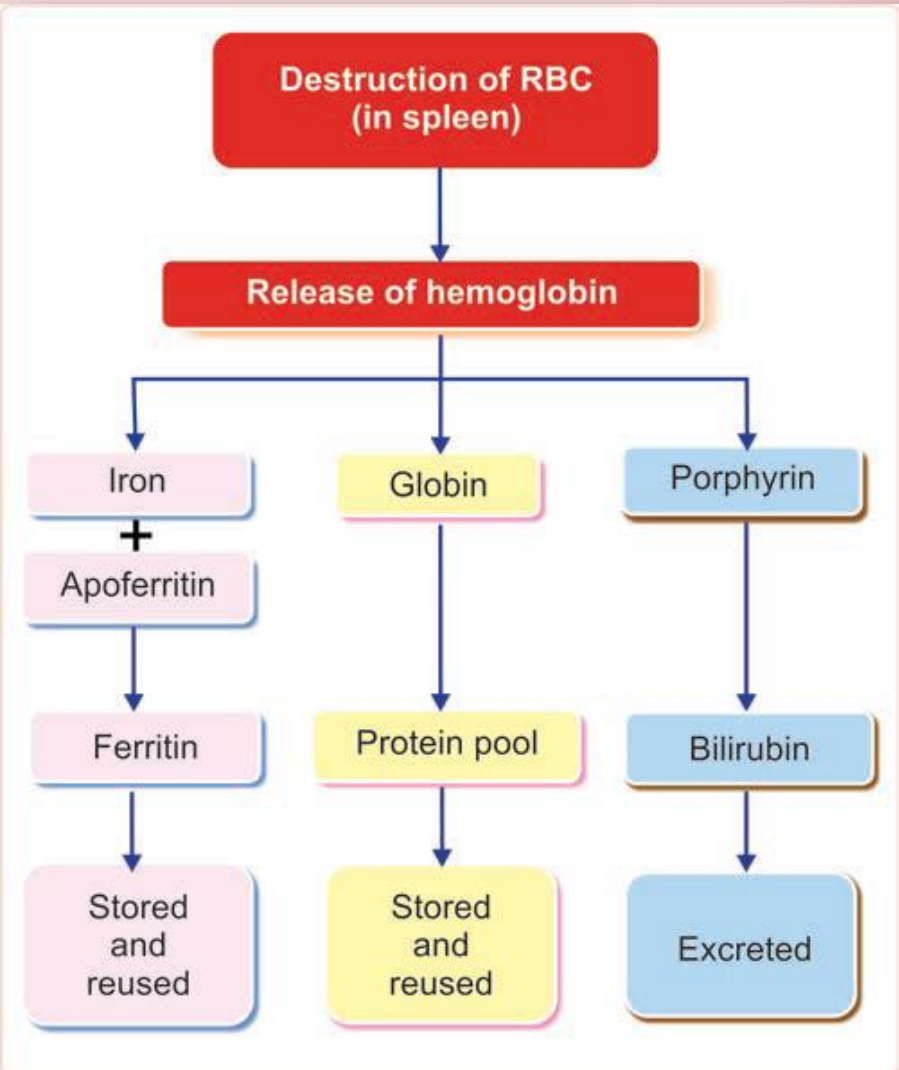 Destruction of RBC
(in spleen)
Release of hemoglobin
Iron
Globin
Porphyrin
+
Apoferritin
Ferritin
Protein pool
Bilirubin
Stored
and
reused
Stored
and
reused
Excreted